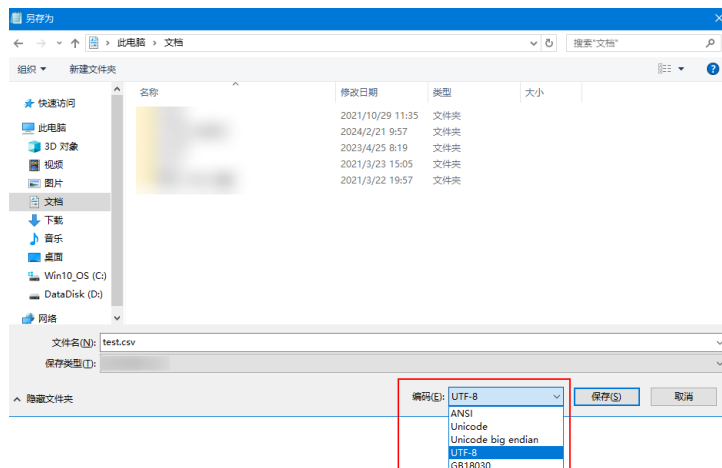 另存为
此电脑 › 文档
搜索"文档"
组织 新建文件夹
名称 修改日期 类型 大小
快速访问
此电脑
3D 对象
视频
图片
文档
下载
音乐
桌面
Win10_OS (C:)
DataDisk (D:)
网络
2021/10/29 11:35 文件夹
2024/2/21 9:57 文件夹
2023/4/25 8:19 文件夹
2021/3/23 15:05 文件夹
2021/3/22 19:57 文件夹
文件名(N): test.csv
保存类型(T):
隐藏文件夹
编码(E): UTF-8 保存(S) 取消
ANSI
Unicode
Unicode big endian
UTF-8
GB18030